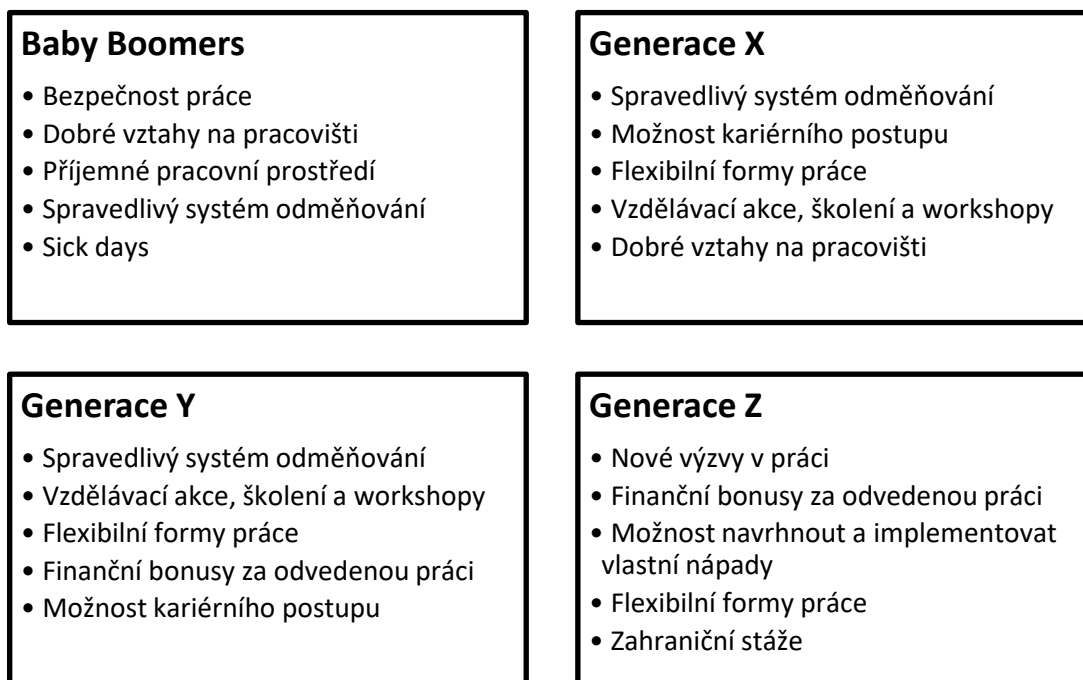 Baby Boomers
• Bezpečnost práce
• Dobré vztahy na pracovišti
• Příjemné pracovní prostředí
• Spravedlivý systém odměňování
• Sick days
Generace X
• Spravedlivý systém odměňování
• Možnost kariérního postupu
• Flexibilní formy práce
• Vzdělávací akce, školení a workshopy
• Dobré vztahy na pracovišti
Generace Y
• Spravedlivý systém odměňování
• Vzdělávací akce, školení a workshopy
• Flexibilní formy práce
• Finanční bonusy za odvedenou práci
• Možnost kariérního postupu
Generace Z
• Nové výzvy v práci
• Finanční bonusy za odvedenou práci
• Možnost navrhnout a implementovat
vlastní nápady
• Flexibilní formy práce
• Zahraniční stáže